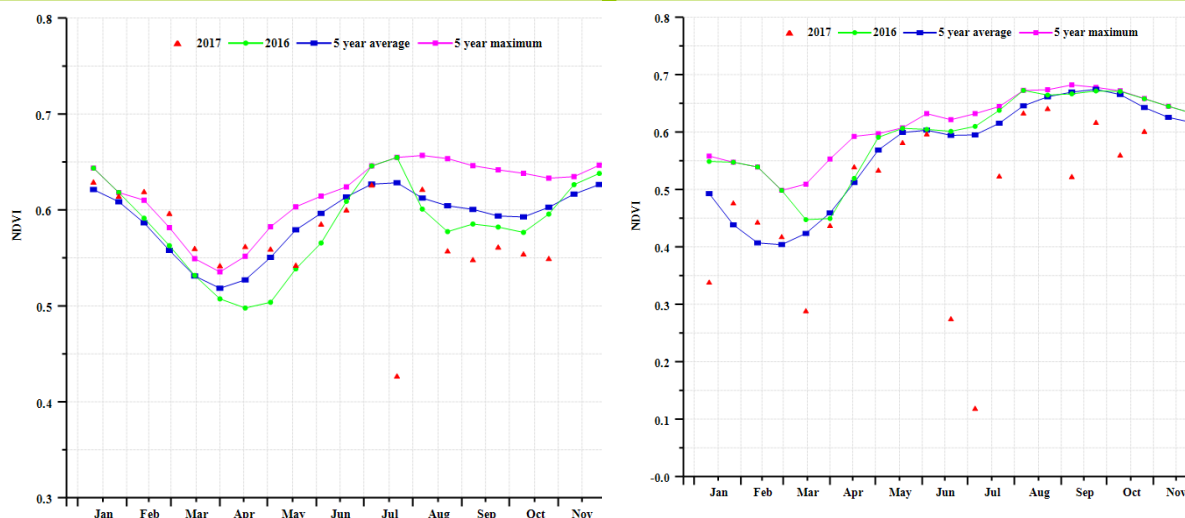 0.8
2017 2016 5 year average 5 year maximum
0.7
0.6
NDVI
0.5
0.4
0.3
Jan Feb Mar Apr May Jun Jul Aug Sep Oct Nov
0.8
2017 2016 5 year average 5 year maximum
0.7
0.6
0.5
NDVI
0.4
0.3
0.2
0.1
-0.0
Jan Feb Mar Apr May Jun Jul Aug Sep Oct Nov